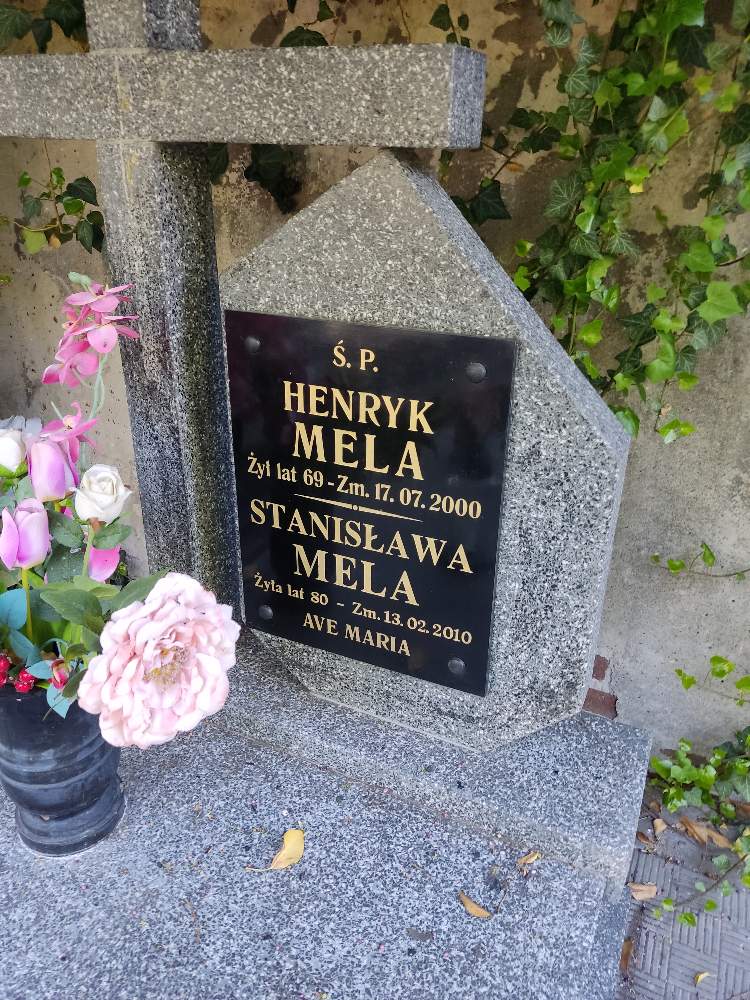 Ś. P.
HENRYK
MELA
Żył lat 69 - Zm. 17. 07. 2000
STANISŁAWA
MELA
Żyła lat 80 - Zm. 13. 02. 2010
AVE MARIA